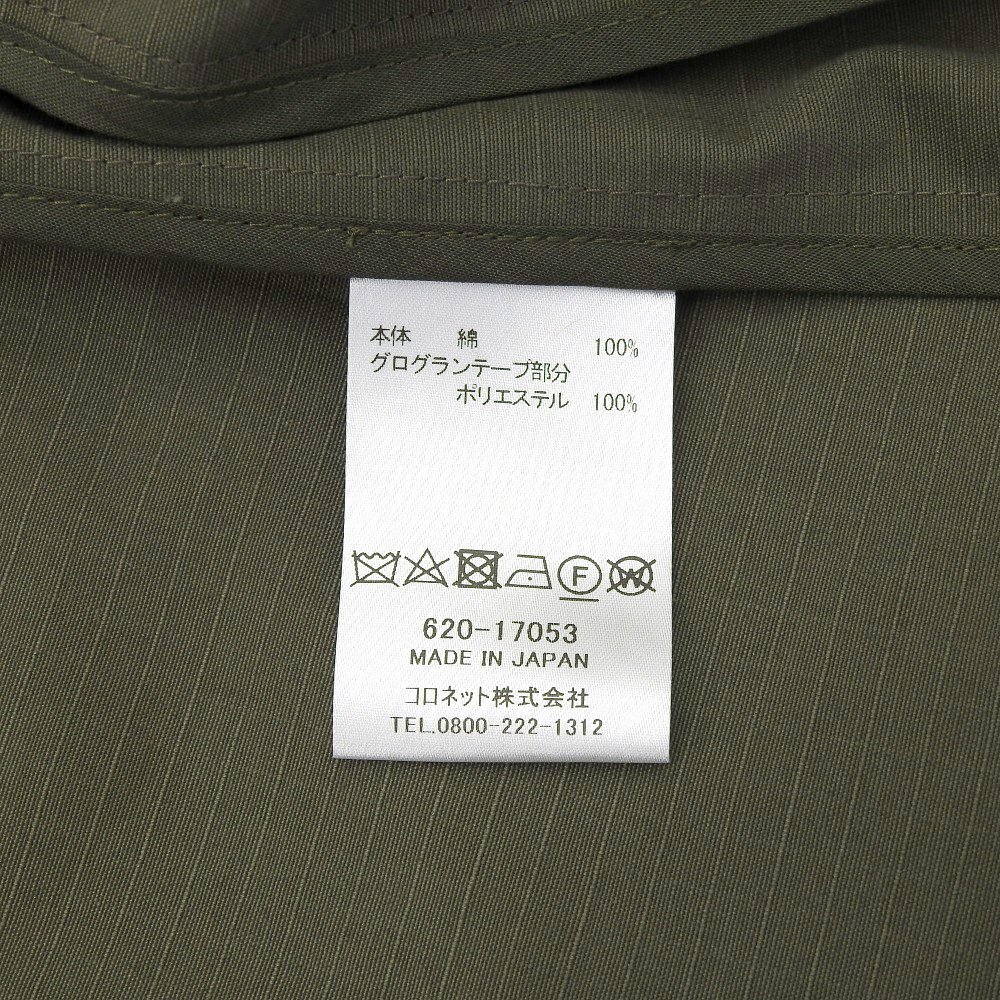 本体 綿 100%
グログランテープ部分
ポリエステル 100%
F W
620-17053
MADE IN JAPAN
コロネット株式会社
TEL.0800-222-1312